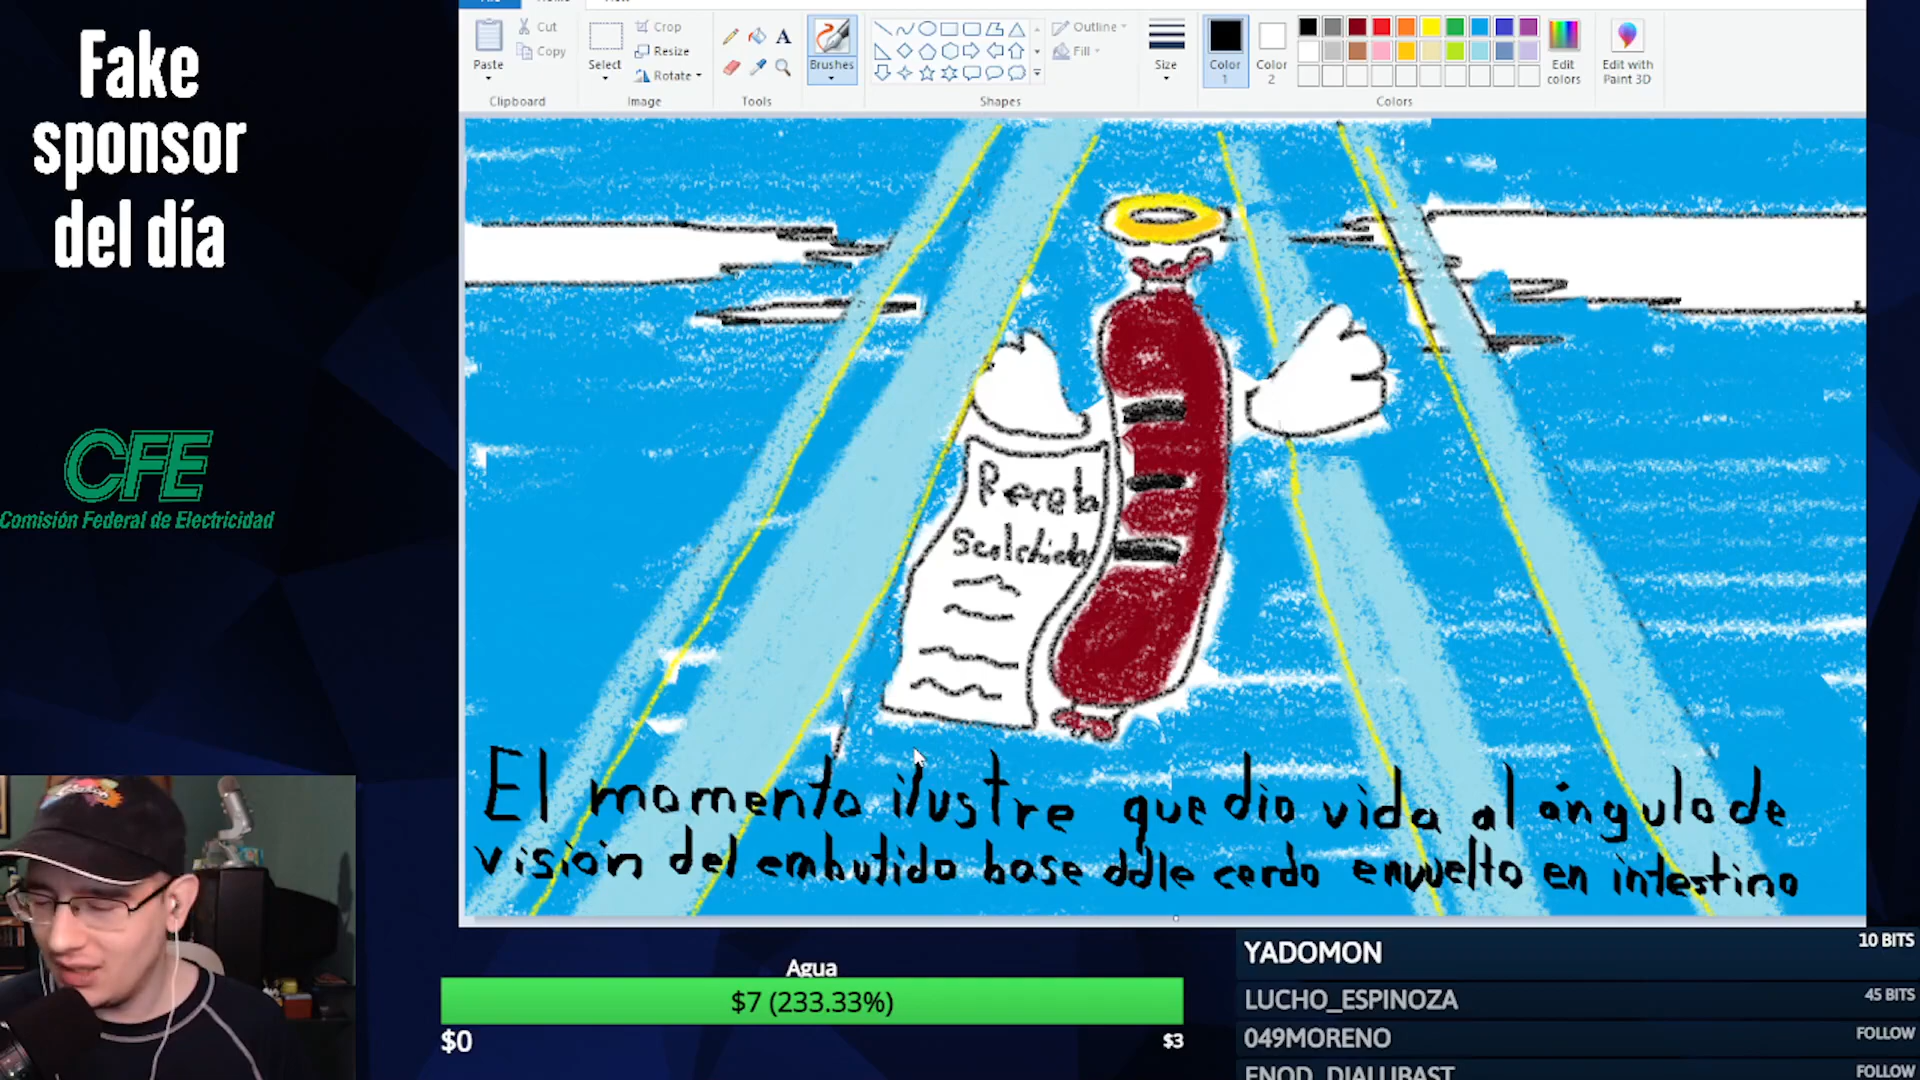 Fake
sponsor
del día
CFE
Comisión Federal de Electricidad
Paste
Cut
Copy
Clipboard
Select
Crop
Resize
Rotate
Image
Tools
Brushes
Shapes
Outline
Fill
Size
Color
1
Color
2
Edit
colors
Edit with
Paint 3D
Colors
Receta
El momento ilustre que dio vida al ángulo de
vision del embutido base ddle cerdo envuelto en intestino
Agua
$7 (233.33%)
$0
$3
YADOMON 10 BITS
LUCHO_ESPINOZA 45 BITS
049MORENO FOLLOW
FOLLOW